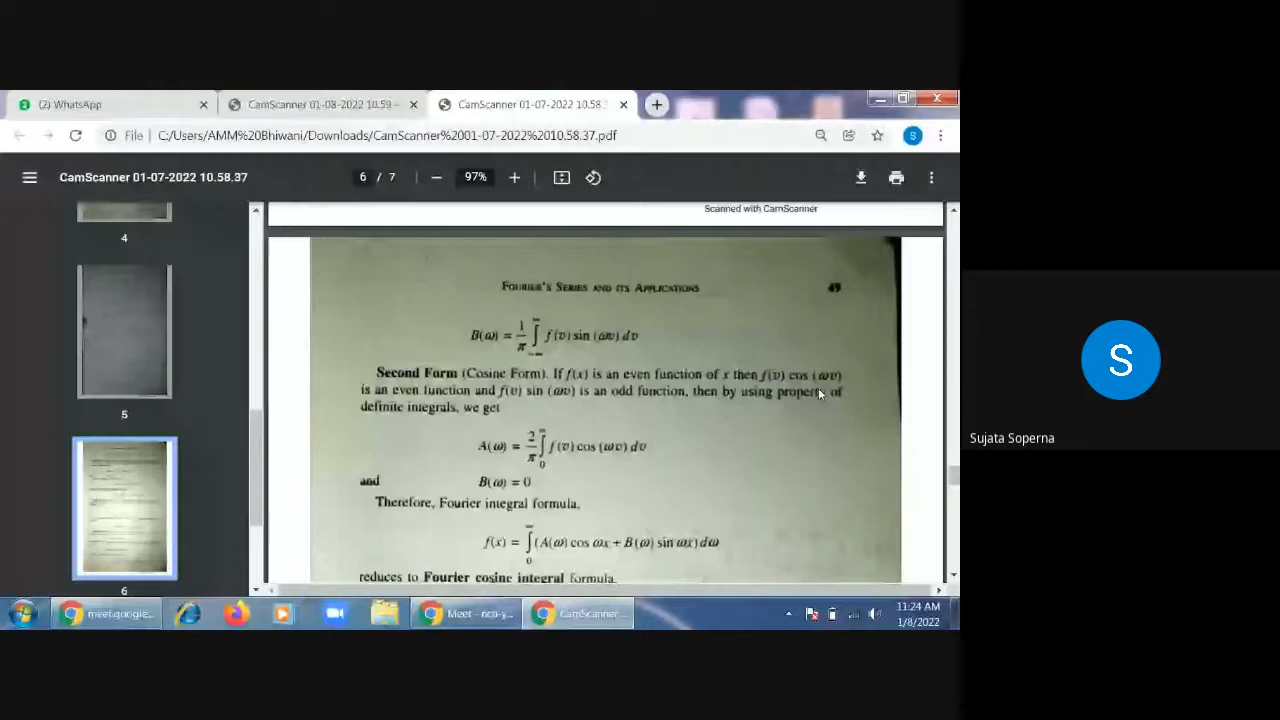 (2) WhatsApp
CamScanner 01-08-2022 10.59 –
CamScanner 01-07-2022 10.58
File | C:/Users/AMM%20Bhiwani/Downloads/CamScanner%2001-07-2022%2010.58.37.pdf
S
CamScanner 01-07-2022 10.58.37
6 / 7
97%
4
5
6
Scanned with CamScanner
FOURIER'S SERIES AND ITS APPLICATIONS 49
B(ω) = 1/π ∫_{-∞}^{∞} f(v) sin (ωv) dv
Second Form (Cosine Form). If f(x) is an even function of x then f(v) cos (ωv)
is an even function and f(v) sin (ωv) is an odd function, then by using property of
definite integrals, we get
A(ω) = 2/π ∫_0^∞ f(v) cos (ωv) dv
and B(ω) = 0
Therefore, Fourier integral formula,
f(x) = ∫_0^∞ (A(ω) cos ωx + B(ω) sin ωx) dω
reduces to Fourier cosine integral formula.
S
Sujata Soperna
meet.google...
Meet – nco-y...
CamScanner ...
11:24 AM
1/8/2022